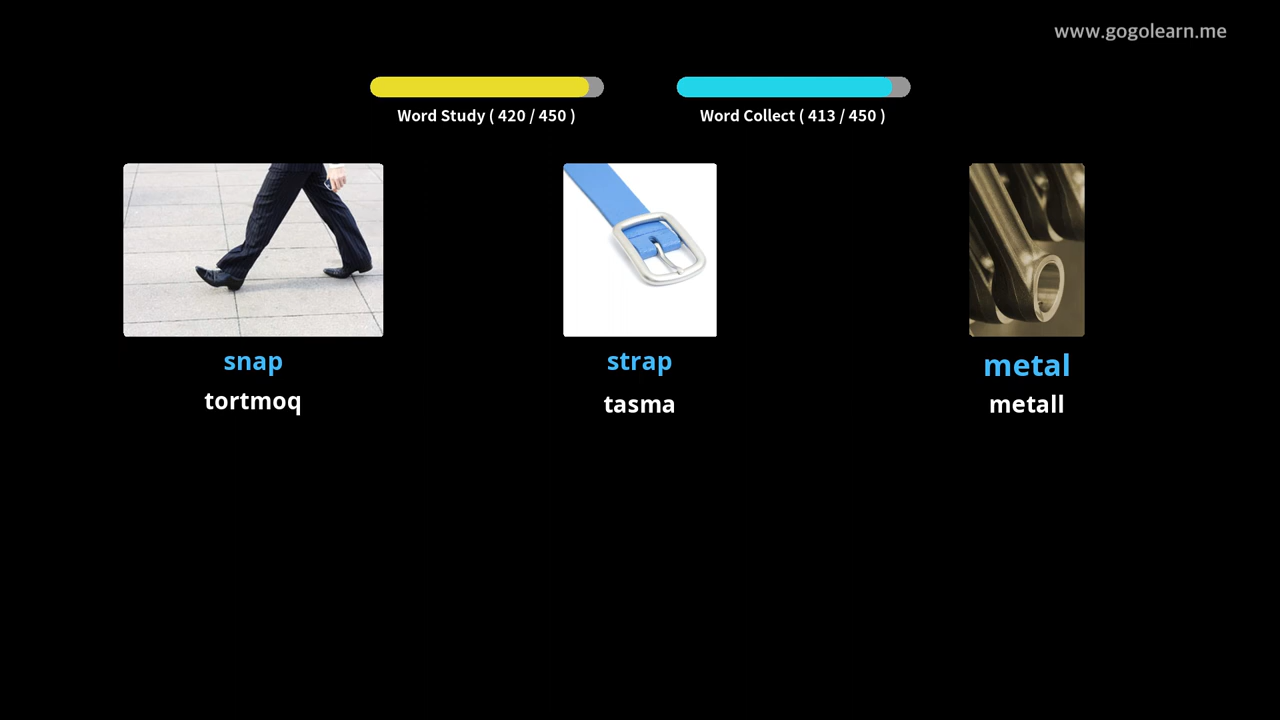 www.gogolearn.me
Word Study ( 420 / 450 )
Word Collect ( 413 / 450 )
snap
tortmoq
strap
tasma
metal
metall